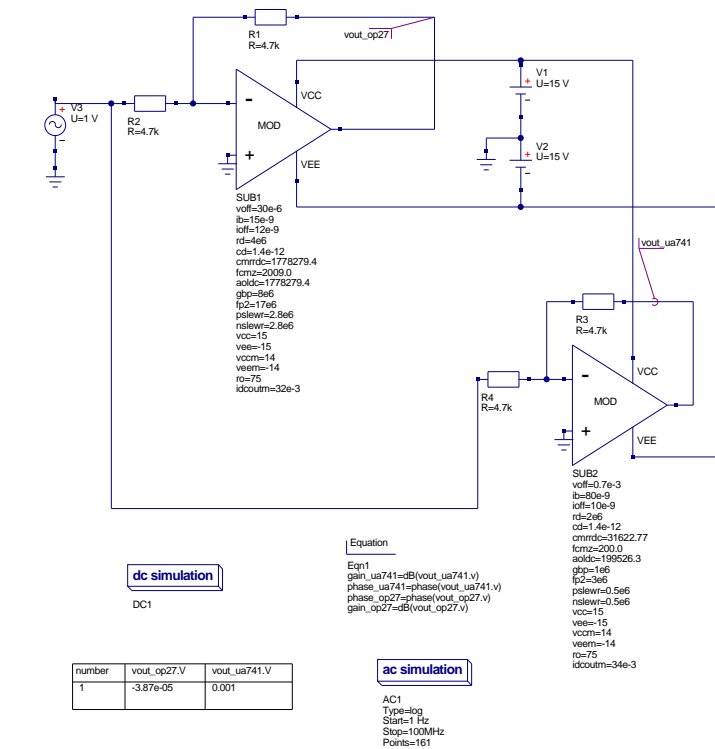 R1
R=4.7k
vout_op27
V3
U=1 V
R2
R=4.7k
VCC
MOD
VEE
V1
U=15 V
V2
U=15 V
SUB1
voff=30e-6
ib=15e-9
ioff=12e-9
rd=4e6
cd=1.4e-12
cmrrdc=1778279.4
fcmz=2009.0
aoldc=1778279.4
gbp=8e6
fp2=17e6
pslewr=2.8e6
nslewr=2.8e6
vcc=15
vee=-15
vccm=14
veem=-14
ro=75
idcoutm=32e-3
vout_ua741
R3
R=4.7k
R4
R=4.7k
VCC
MOD
VEE
SUB2
voff=0.7e-3
ib=80e-9
ioff=10e-9
rd=2e6
cd=1.4e-12
cmrrdc=31622.77
fcmz=200.0
aoldc=199526.3
gbp=1e6
fp2=3e6
pslewr=0.5e6
nslewr=0.5e6
vcc=15
vee=-15
vccm=14
veem=-14
ro=75
idcoutm=34e-3
dc simulation
DC1
Equation
Eqn1
gain_ua741=dB(vout_ua741.v)
phase_ua741=phase(vout_ua741.v)
phase_op27=phase(vout_op27.v)
gain_op27=dB(vout_op27.v)
number vout_op27.V vout_ua741.V
1 -3.87e-05 0.001
ac simulation
AC1
Type=log
Start=1 Hz
Stop=100MHz
Points=161